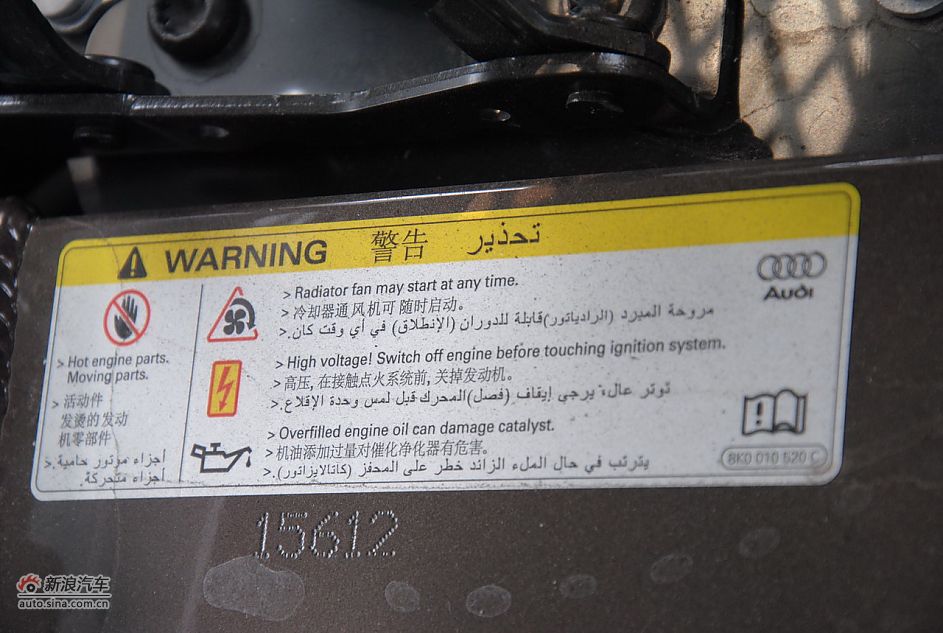 WARNING 警告 تحذير
Audi
> Hot engine parts.
Moving parts.
> 活动件
发烫的发动
机零部件
أجزاء موتور حامية.<
أجزاء متحركة.
> Radiator fan may start at any time.
> 冷却器通风机可 随时启动。
مروحة المبرد (الرادياتور)قابلة للدوران (الإنطلاق) في أي وقت كان.<
> High voltage! Switch off engine before touching ignition system.
> 高压, 在接触点火系统前, 关掉发动机。
توتر عال، يرجى إيقاف (فصل)المحرك قبل لمس وحدة الإقلاع.<
> Overfilled engine oil can damage catalyst.
> 机油添加过量对催化净化器有危害。
يترتب في حال الملء الزائد خطر على المحفز (كاتالايزاتور).<
8K0 010 520 C
15612
新浪汽车
auto.sina.com.cn